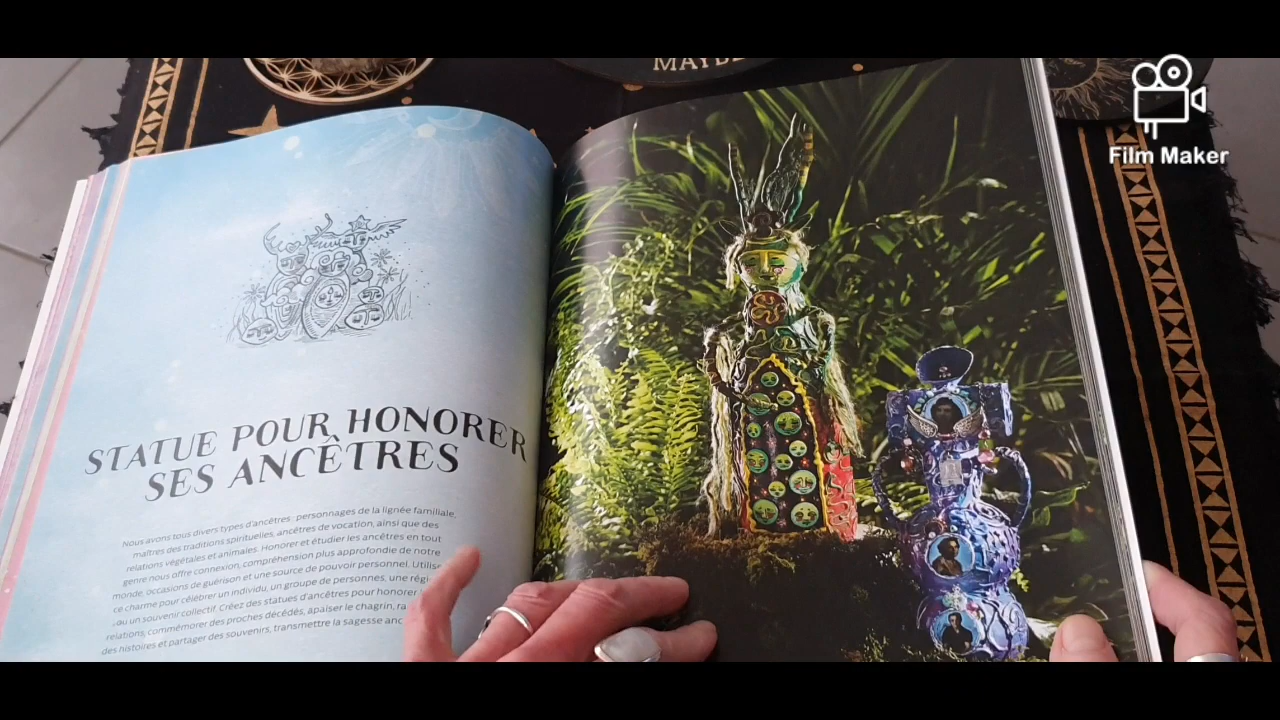 MAYBE
Film Maker
STATUE POUR HONORER
SES ANCÊTRES
Nous avons tous divers types d'ancêtres : personnages de la lignée familiale,
maîtres des traditions spirituelles, ancêtres de vocation, ainsi que des
relations végétales et animales. Honorer et étudier les ancêtres en tout
genre nous offre connexion, compréhension plus approfondie de notre
monde, occasions de guérison et une source de pouvoir personnel. Utilise
ce charme pour célébrer un individu, un groupe de personnes, une régi
ou un souvenir collectif. Créez des statues d'ancêtres pour honorer
relations, commémorer des proches décédés, apaiser le chagrin, ra
des histoires et partager des souvenirs, transmettre la sagesse anc